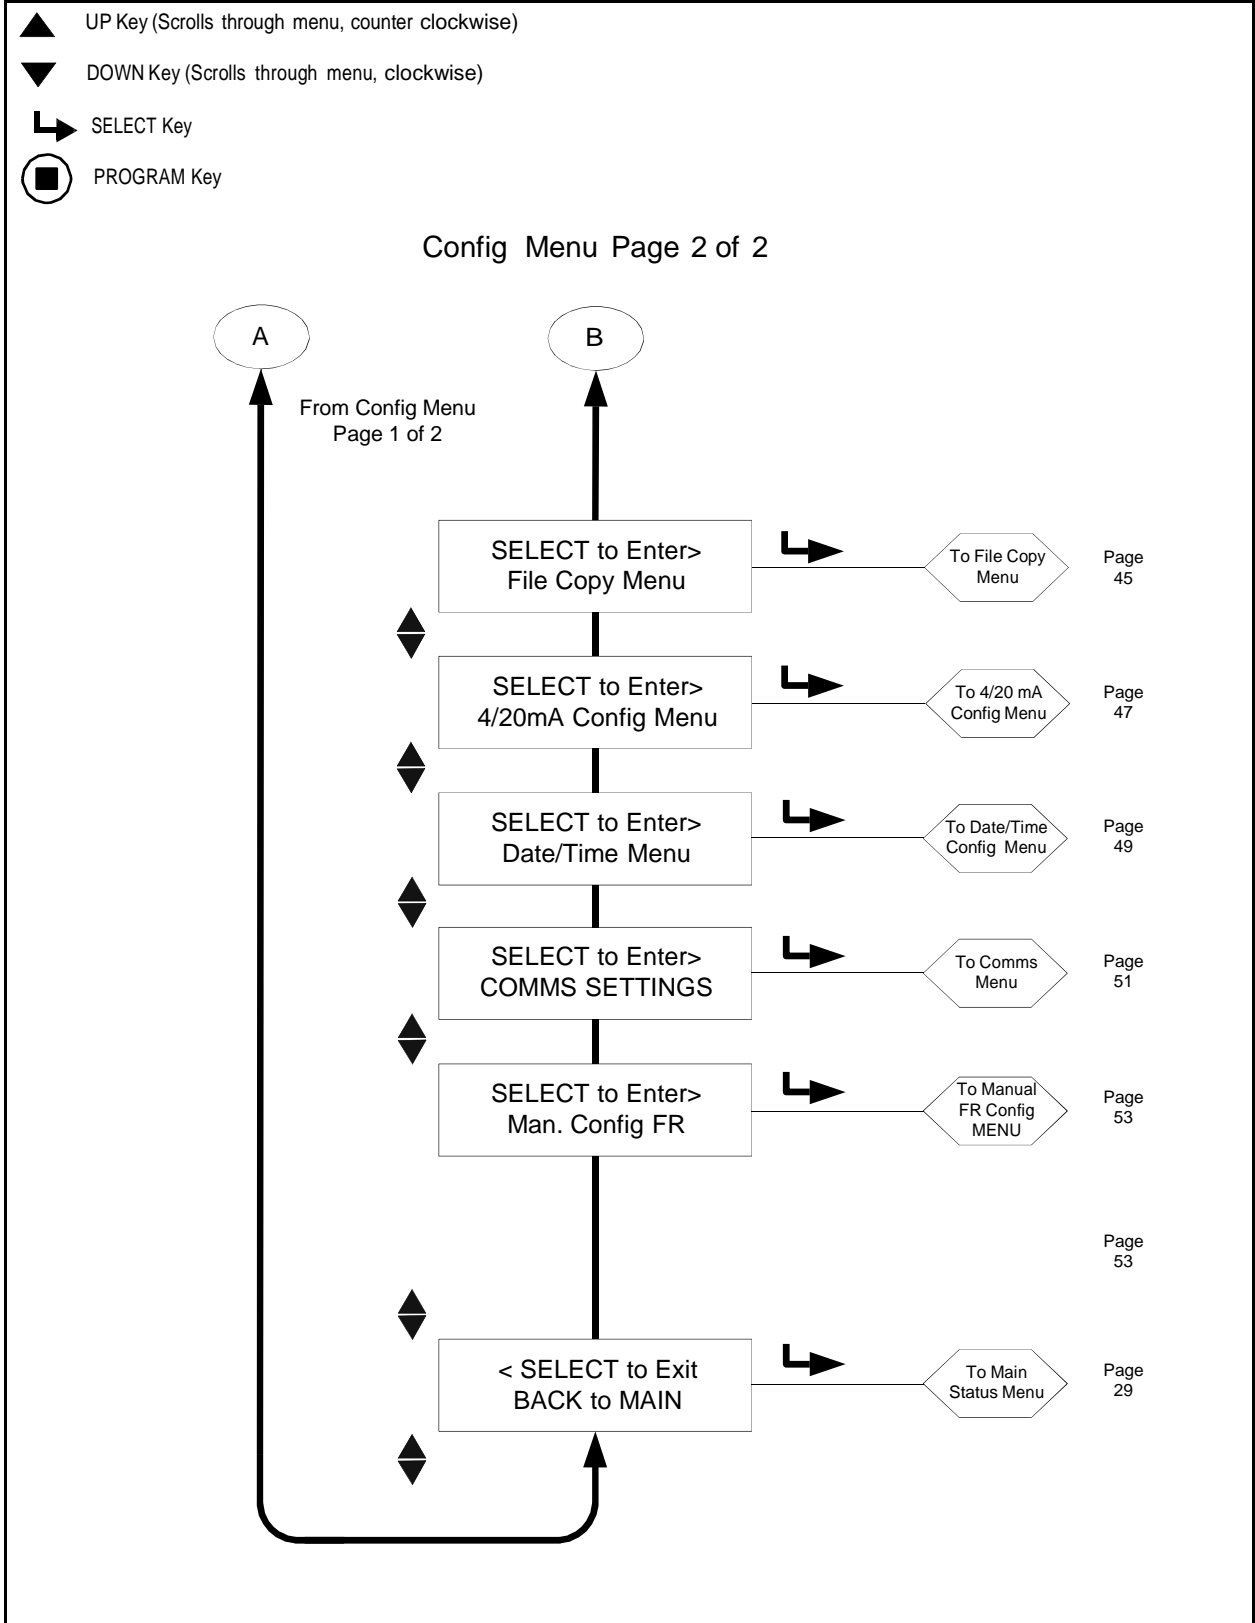 UP Key (Scrolls through menu, counter clockwise)
DOWN Key (Scrolls through menu, clockwise)
SELECT Key
PROGRAM Key
Config Menu Page 2 of 2
A
B
From Config Menu
Page 1 of 2
SELECT to Enter>
File Copy Menu
To File Copy
Menu
Page
45
SELECT to Enter>
4/20mA Config Menu
To 4/20 mA
Config Menu
Page
47
SELECT to Enter>
Date/Time Menu
To Date/Time
Config Menu
Page
49
SELECT to Enter>
COMMS SETTINGS
To Comms
Menu
Page
51
SELECT to Enter>
Man. Config FR
To Manual
FR Config
MENU
Page
53
Page
53
< SELECT to Exit
BACK to MAIN
To Main
Status Menu
Page
29